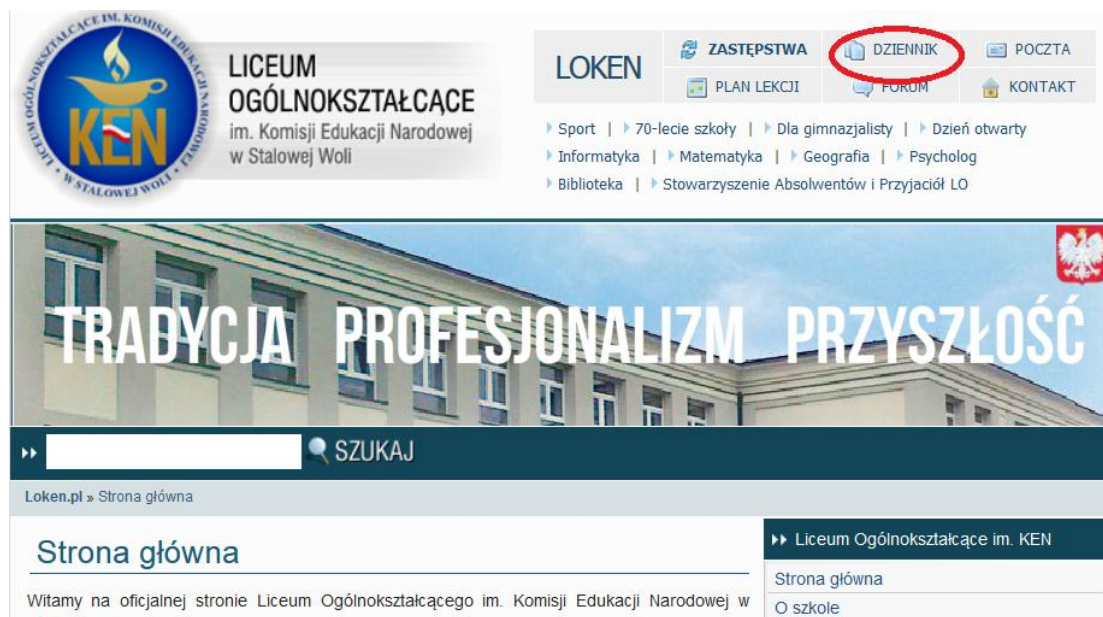 LICEUM OGÓLNOKSZTAŁCĄCE IM. KOMISJI EDUKACJI NARODOWEJ
• W STALOWEJ WOLI •
KEN
LICEUM
OGÓLNOKSZTAŁCĄCE
im. Komisji Edukacji Narodowej
w Stalowej Woli
LOKEN
ZASTĘPSTWA DZIENNIK POCZTA
PLAN LEKCJI FORUM KONTAKT
Sport | 70-lecie szkoły | Dla gimnazjalisty | Dzień otwarty
Informatyka | Matematyka | Geografia | Psycholog
Biblioteka | Stowarzyszenie Absolwentów i Przyjaciół LO
TRADYCJA PROFESJONALIZM PRZYSZŁOŚĆ
SZUKAJ
Loken.pl » Strona główna
Strona główna
Witamy na oficjalnej stronie Liceum Ogólnokształcącego im. Komisji Edukacji Narodowej w
Liceum Ogólnokształcące im. KEN
Strona główna
O szkole